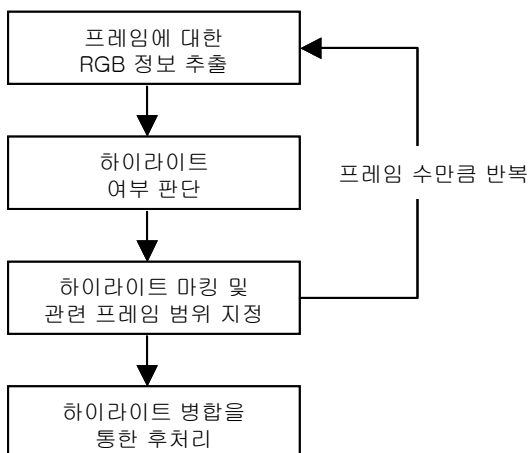 프레임에 대한
RGB 정보 추출
하이라이트
여부 판단
프레임 수만큼 반복
하이라이트 마킹 및
관련 프레임 범위 지정
하이라이트 병합을
통한 후처리